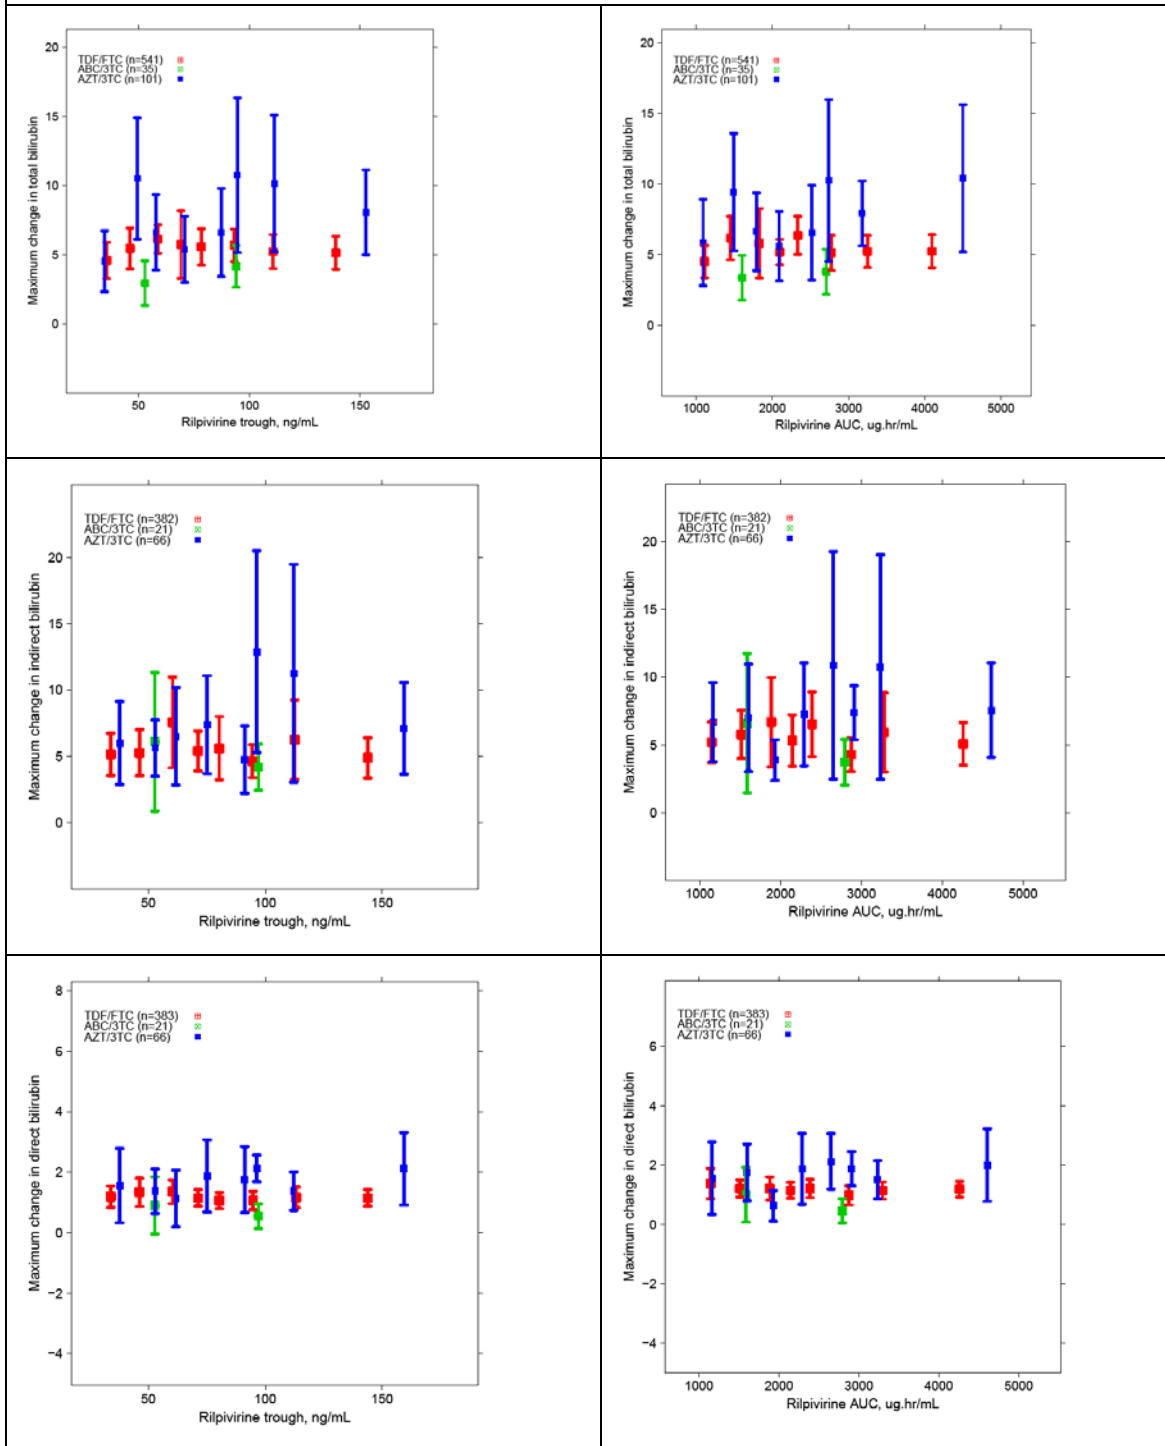 20
15
10
5
0
TDF/FTC (n=541)
ABC/3TC (n=35)
AZT/3TC (n=101)
Maximum change in total bilirubin
50 100 150
Rilpivirine trough, ng/mL
20
15
10
5
0
TDF/FTC (n=541)
ABC/3TC (n=35)
AZT/3TC (n=101)
Maximum change in total bilirubin
1000 2000 3000 4000 5000
Rilpivirine AUC, ug.hr/mL
20
15
10
5
0
TDF/FTC (n=382)
ABC/3TC (n=21)
AZT/3TC (n=66)
Maximum change in indirect bilirubin
50 100 150
Rilpivirine trough, ng/mL
20
15
10
5
0
TDF/FTC (n=382)
ABC/3TC (n=21)
AZT/3TC (n=66)
Maximum change in indirect bilirubin
1000 2000 3000 4000 5000
Rilpivirine AUC, ug.hr/mL
8
6
4
2
0
−2
−4
TDF/FTC (n=383)
ABC/3TC (n=21)
AZT/3TC (n=66)
Maximum change in direct bilirubin
50 100 150
Rilpivirine trough, ng/mL
6
4
2
0
−2
−4
TDF/FTC (n=383)
ABC/3TC (n=21)
AZT/3TC (n=66)
Maximum change in direct bilirubin
1000 2000 3000 4000 5000
Rilpivirine AUC, ug.hr/mL